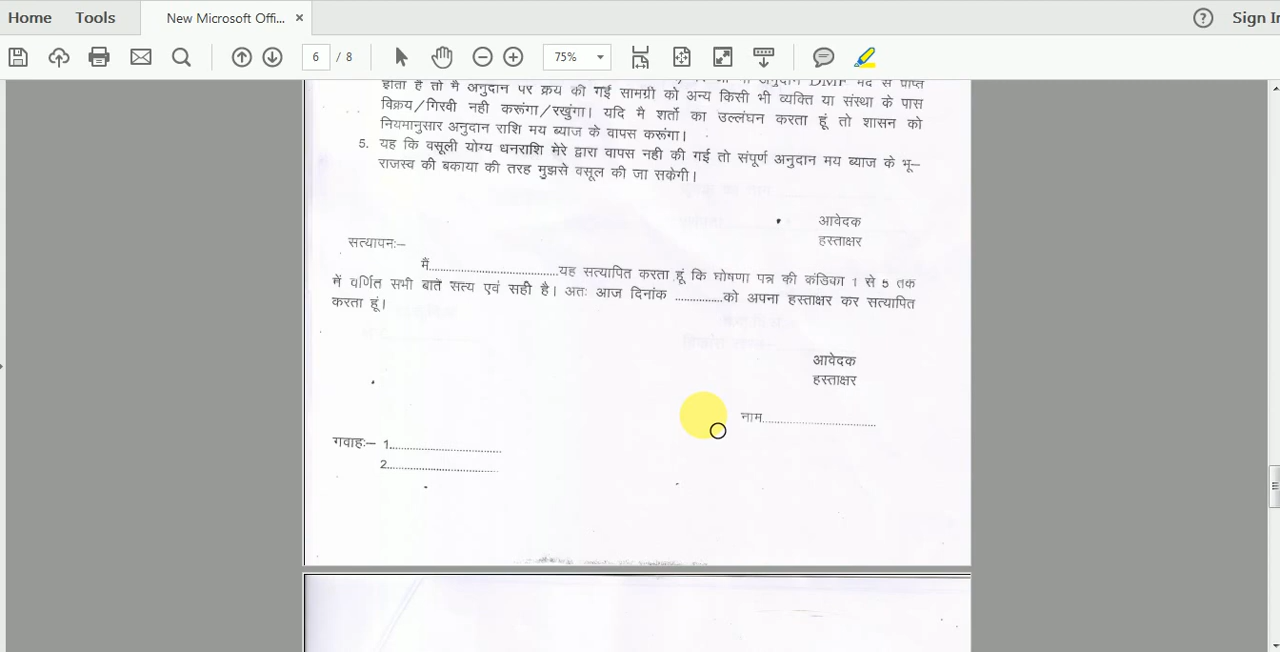 Home Tools New Microsoft Offi... × Sign In
6 / 8 75%
होता है तो मै अनुदान पर क्रय की गई सामग्री को अन्य किसी भी व्यक्ति या संस्था के पास
विक्रय/गिरवी नही करूंगा/रखुंगा। यदि मै शर्तो का उल्लंघन करता हूं तो शासन को
नियमानुसार अनुदान राशि मय ब्याज के वापस करूंगा।
5. यह कि वसूली योग्य धनराशि मेरे द्वारा वापस नही की गई तो संपूर्ण अनुदान मय ब्याज के भू–
राजस्व की बकाया की तरह मुझसे वसूल की जा सकेगी।
आवेदक
हस्ताक्षर
सत्यापनः–
मैं...........................................यह सत्यापित करता हूं कि घोषणा पत्र की कंडिका 1 से 5 तक
में वर्णित सभी बातें सत्य एवं सही है। अतः आज दिनांक ...............को अपना हस्ताक्षर कर सत्यापित
करता हूं।
आवेदक
हस्ताक्षर
नाम......................................
गवाहः– 1.....................................
2.....................................